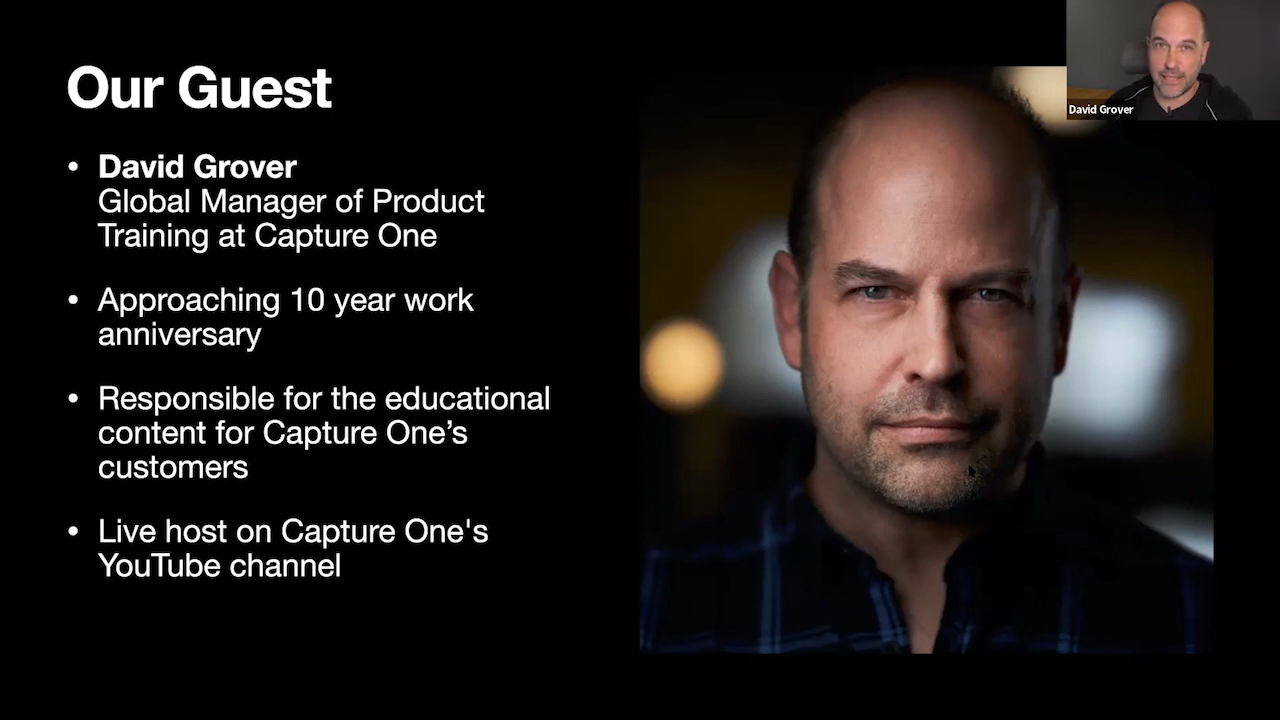 Our Guest
• David Grover
Global Manager of Product
Training at Capture One
• Approaching 10 year work
anniversary
• Responsible for the educational
content for Capture One’s
customers
• Live host on Capture One's
YouTube channel
David Grover